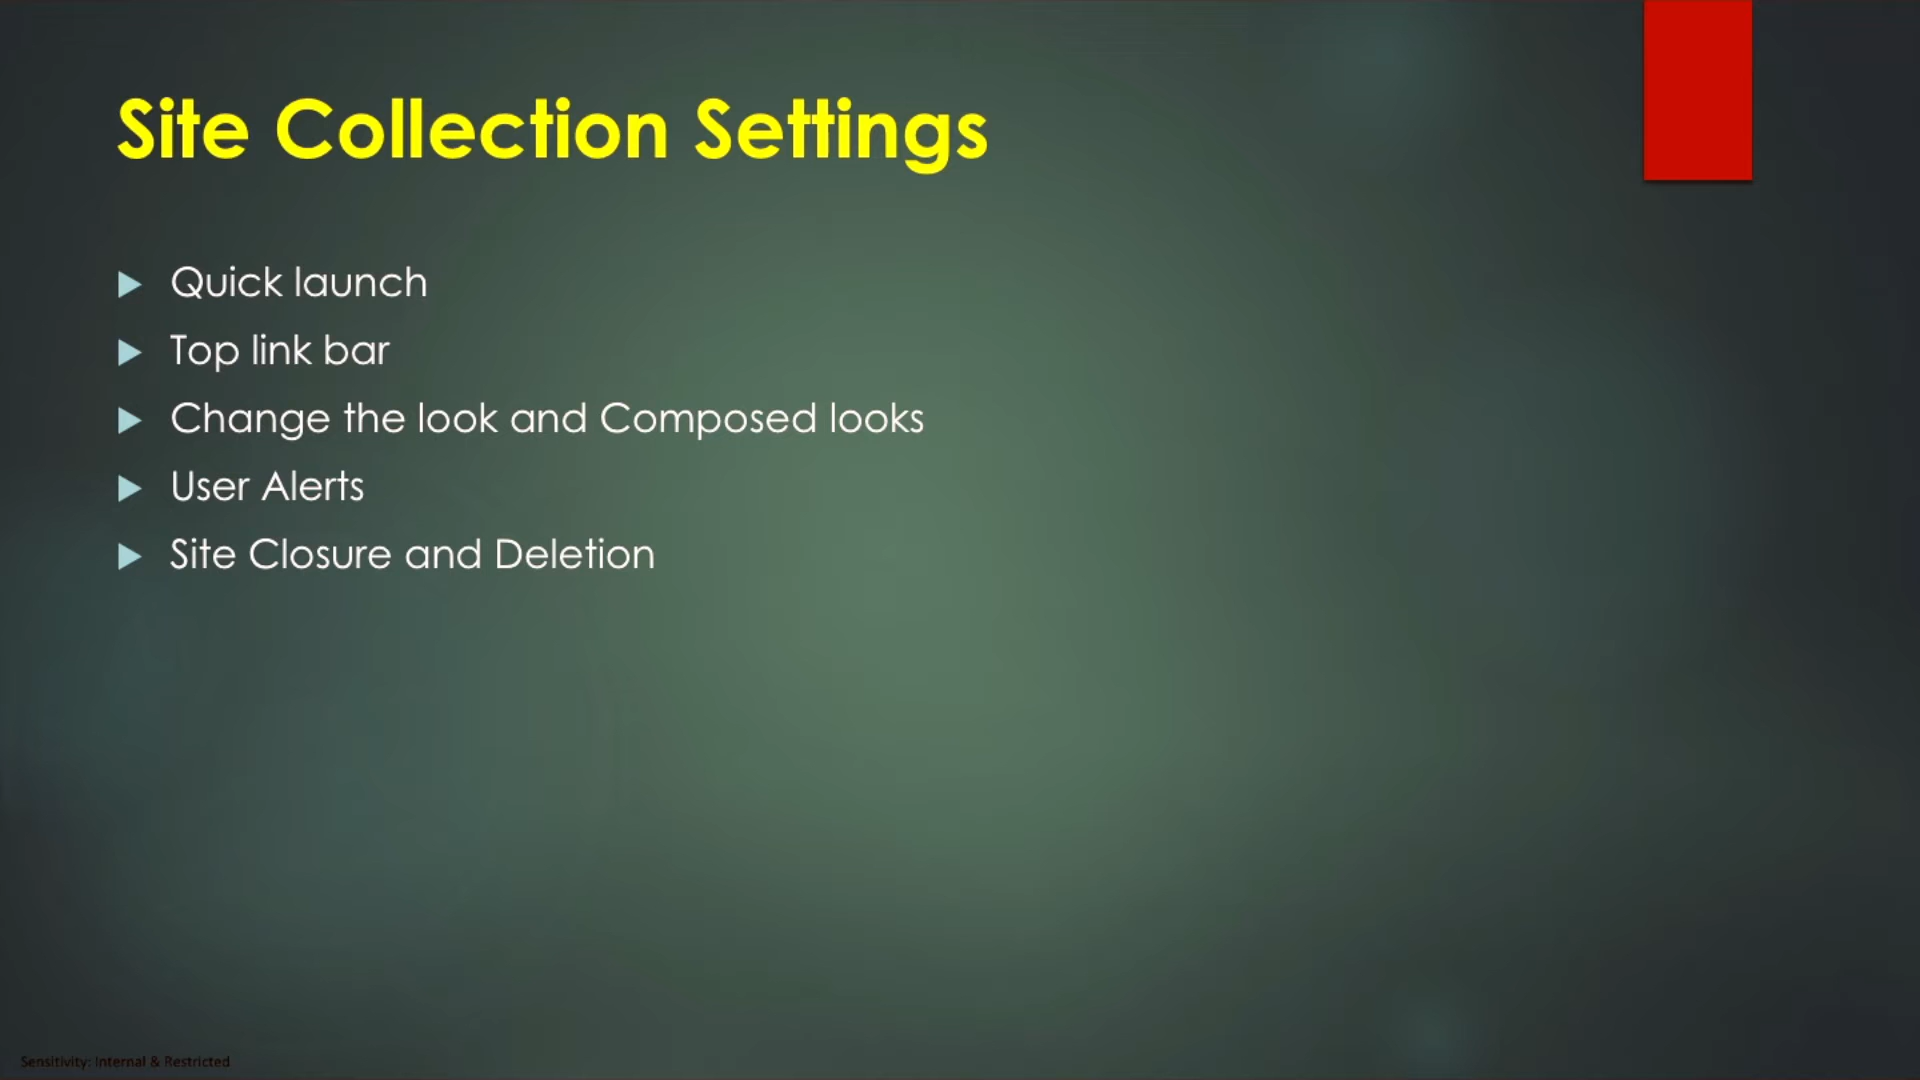 Site Collection Settings
Quick launch
Top link bar
Change the look and Composed looks
User Alerts
Site Closure and Deletion
Sensitivity: Internal & Restricted